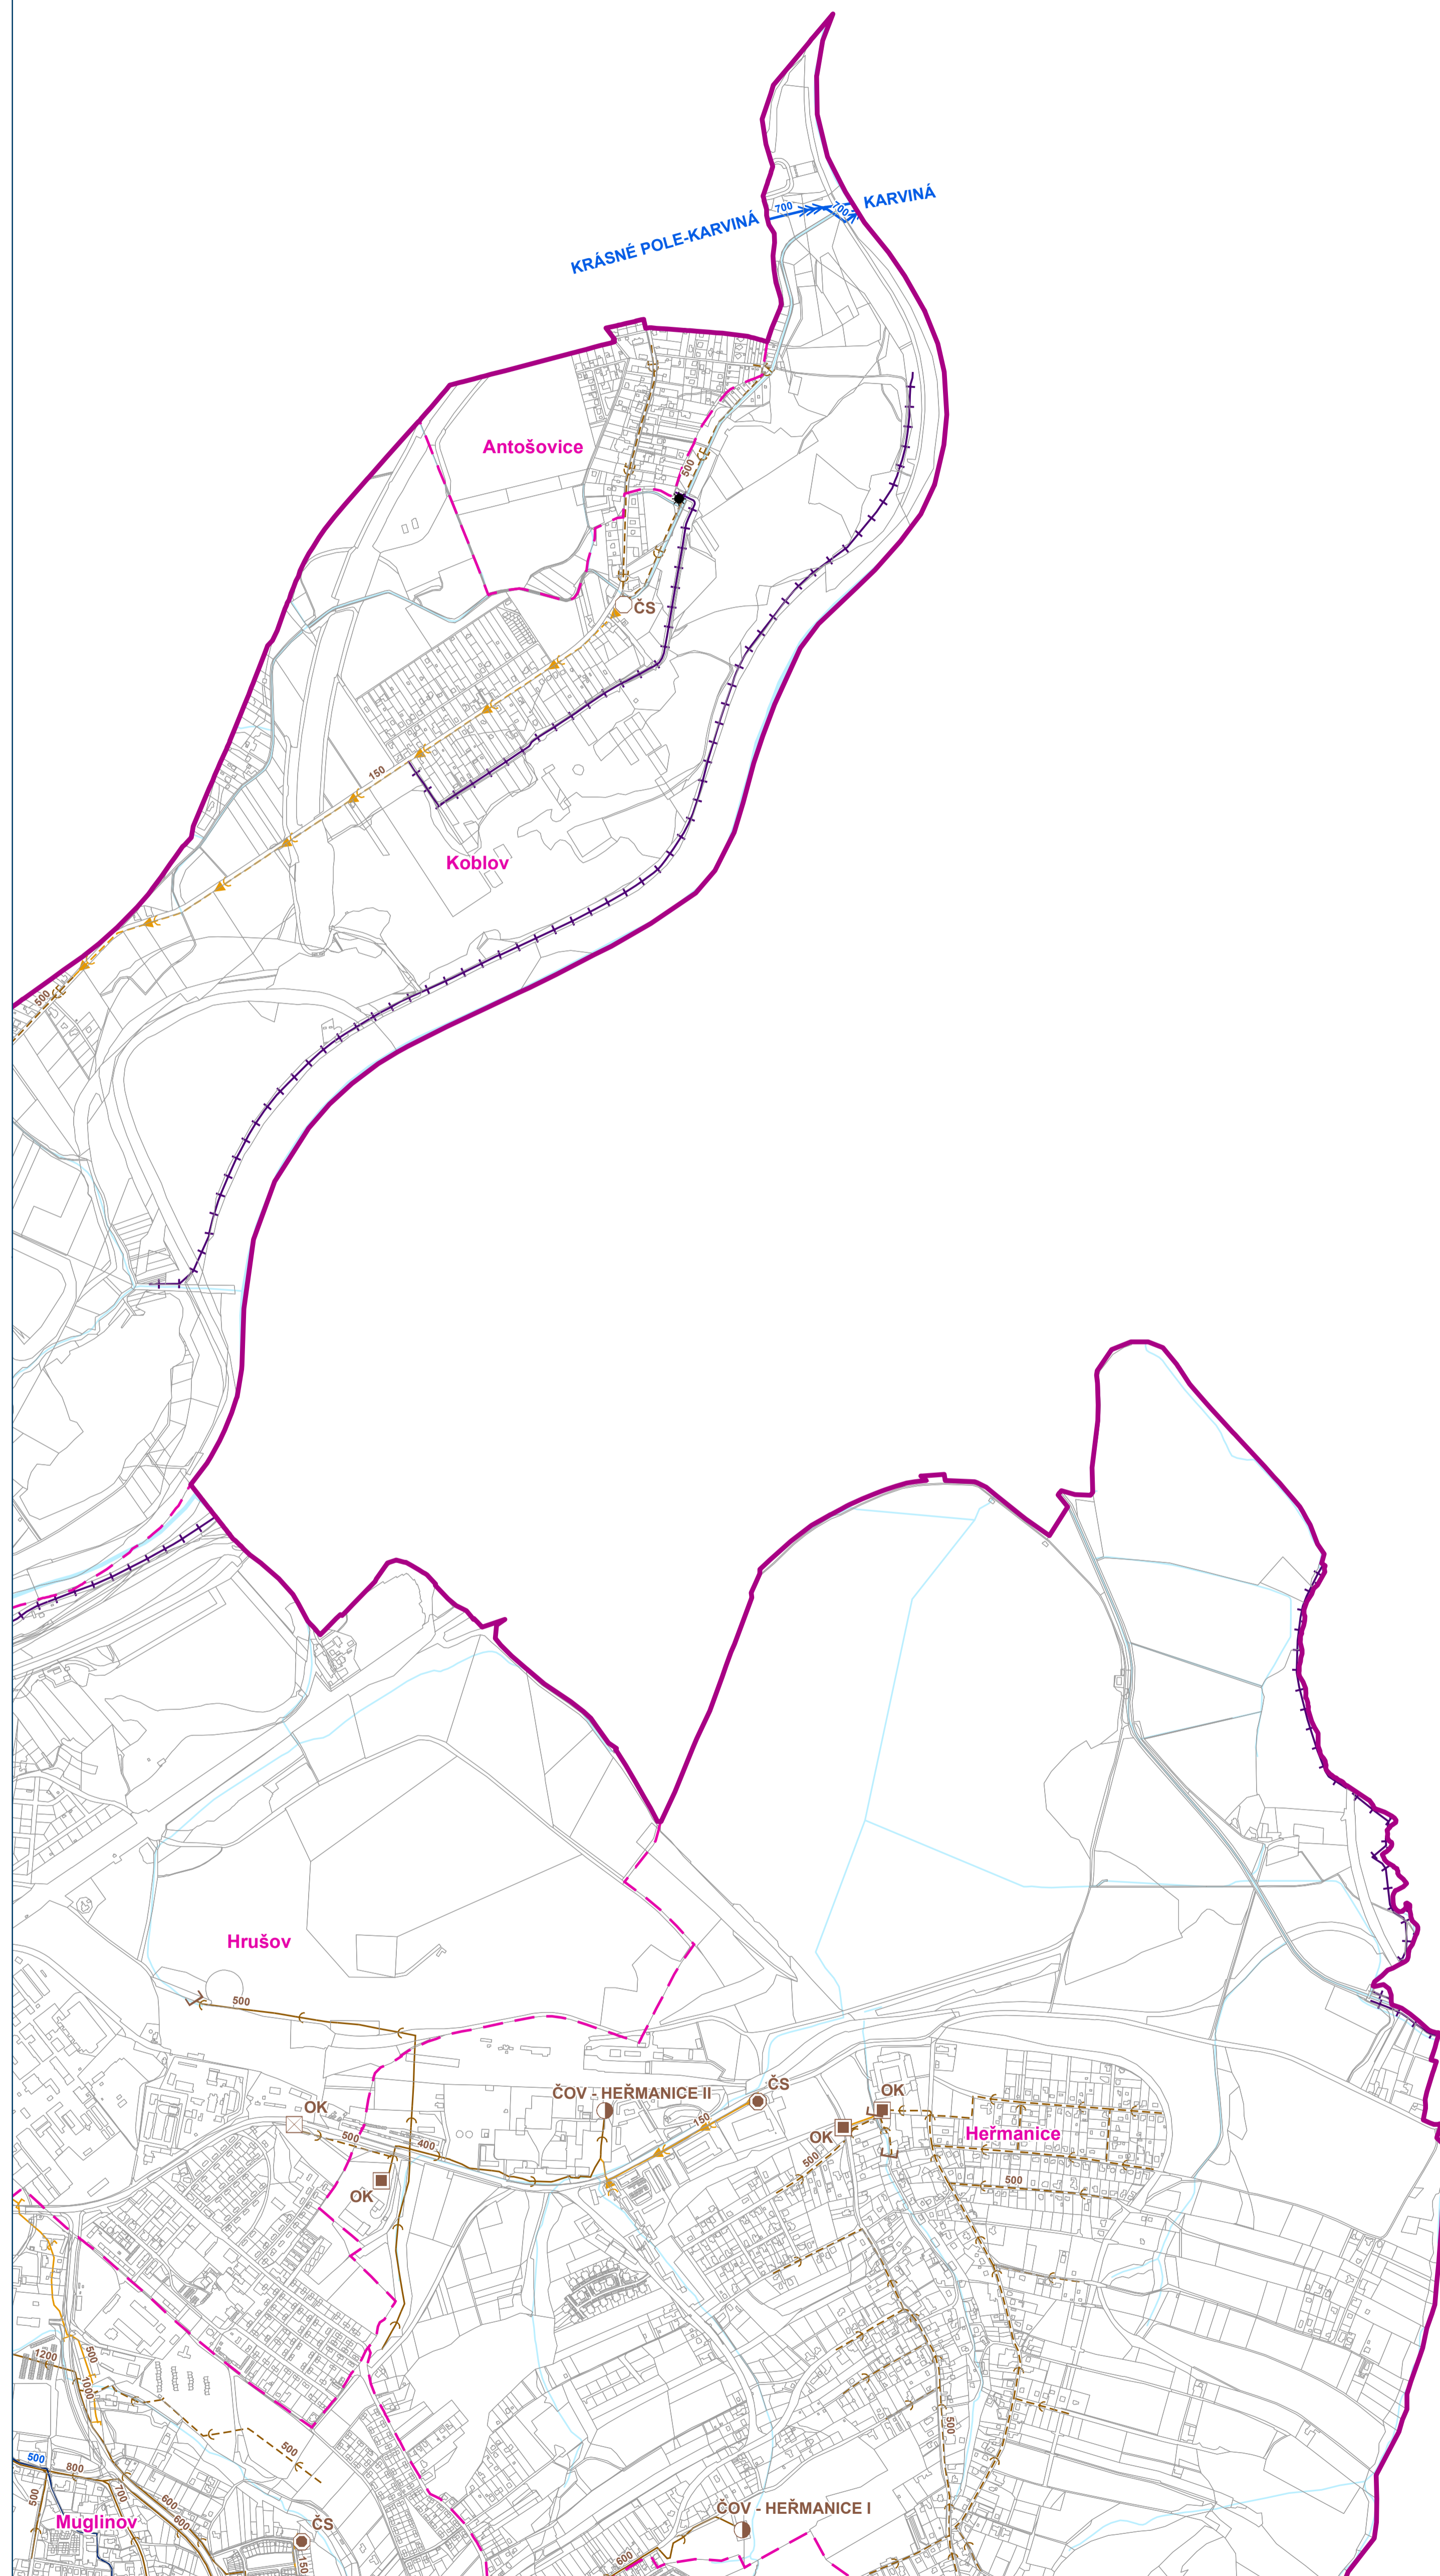 KARVINÁ
700
700
KRÁSNÉ POLE-KARVINÁ
Antošovice
500
ČS
150
Koblov
500
Hrušov
500
ČOV - HEŘMANICE II
ČS
OK
OK
150
OK
Heřmanice
500
400
500
500
OK
1200
500
1000
500
500
500
800
700
600
600
500
Muglinov
ČS
150
ČOV - HEŘMANICE I
600